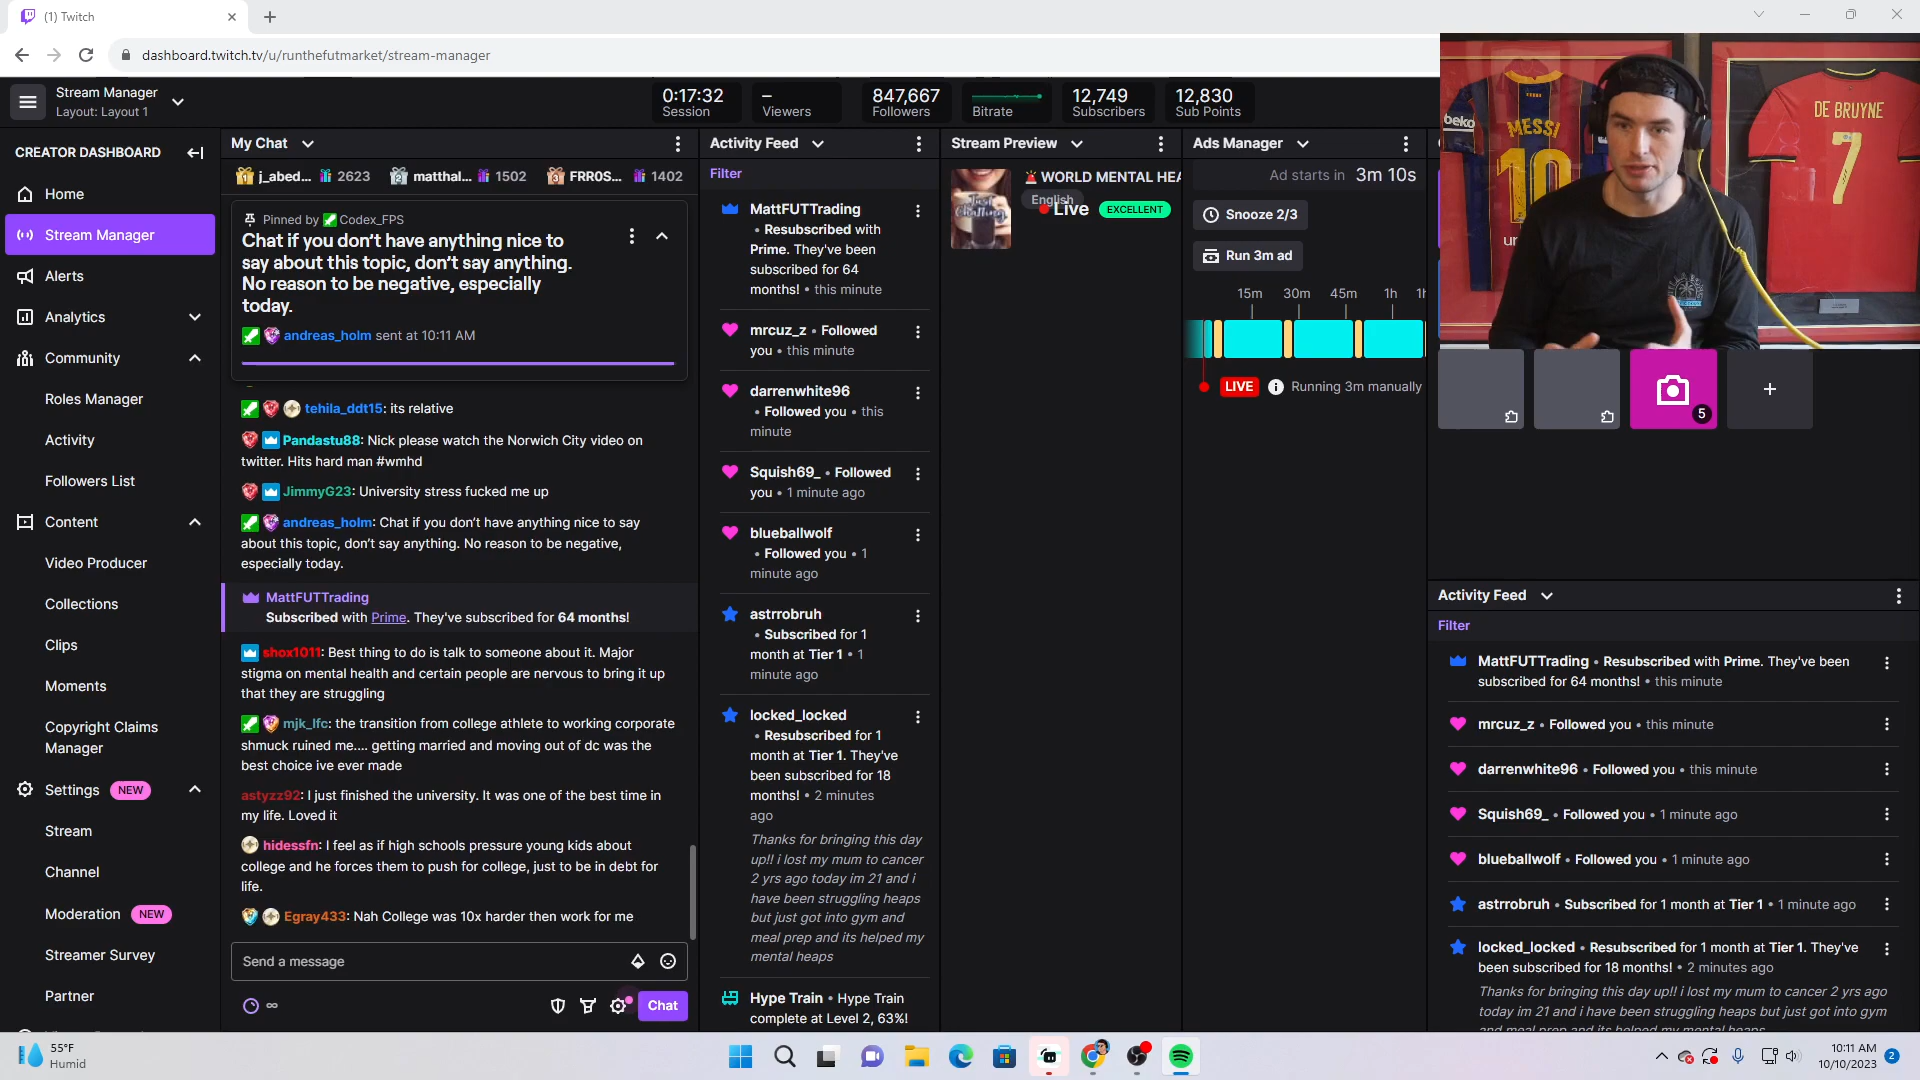 (1) Twitch
dashboard.twitch.tv/u/runthefutmarket/stream-manager
Stream Manager
Layout: Layout 1
0:17:32
Session
–
Viewers
847,667
Followers
Bitrate
12,749
Subscribers
12,830
Sub Points
CREATOR DASHBOARD
Home
Stream Manager
Alerts
Analytics
Community
Roles Manager
Activity
Followers List
Content
Video Producer
Collections
Clips
Moments
Copyright Claims
Manager
Settings NEW
Stream
Channel
Moderation NEW
Streamer Survey
Partner
My Chat
j_abed... 2623 matthal... 1502 FRR0S... 1402
Pinned by Codex_FPS
Chat if you don't have anything nice to
say about this topic, don't say anything.
No reason to be negative, especially
today.
andreas_holm sent at 10:11 AM
tehila_ddt15: its relative
Pandastu88: Nick please watch the Norwich City video on
twitter. Hits hard man #wmhd
JimmyG23: University stress fucked me up
andreas_holm: Chat if you don't have anything nice to say
about this topic, don't say anything. No reason to be negative,
especially today.
MattFUTTrading
Subscribed with Prime. They've subscribed for 64 months!
shox1011: Best thing to do is talk to someone about it. Major
stigma on mental health and certain people are nervous to bring it up
that they are struggling
mjk_lfc: the transition from college athlete to working corporate
shmuck ruined me.... getting married and moving out of dc was the
best choice ive ever made
astyzz92: I just finished the university. It was one of the best time in
my life. Loved it
hidessfn: I feel as if high schools pressure young kids about
college and he forces them to push for college, just to be in debt for
life.
Egray433: Nah College was 10x harder then work for me
Send a message
Chat
Activity Feed
Filter
MattFUTTrading
• Resubscribed with
Prime. They've been
subscribed for 64
months! • this minute
mrcuz_z • Followed
you • this minute
darrenwhite96
• Followed you • this
minute
Squish69_ • Followed
you • 1 minute ago
blueballwolf
• Followed you • 1
minute ago
astrrobruh
• Subscribed for 1
month at Tier 1 • 1
minute ago
locked_locked
• Resubscribed for 1
month at Tier 1. They've
been subscribed for 18
months! • 2 minutes
ago
Thanks for bringing this day
up!! i lost my mum to cancer
2 yrs ago today im 21 and i
have been struggling heaps
but just got into gym and
meal prep and its helped my
mental heaps
Hype Train • Hype Train
complete at Level 2, 63%!
Stream Preview
Just
Chatting
WORLD MENTAL HEA
English
Live EXCELLENT
Ads Manager
Ad starts in 3m 10s
Snooze 2/3
Run 3m ad
15m 30m 45m 1h
LIVE Running 3m manually
beko
MESSI
10
DE BRUYNE
7
5
Activity Feed
Filter
MattFUTTrading • Resubscribed with Prime. They've been
subscribed for 64 months! • this minute
mrcuz_z • Followed you • this minute
darrenwhite96 • Followed you • this minute
Squish69_ • Followed you • 1 minute ago
blueballwolf • Followed you • 1 minute ago
astrrobruh • Subscribed for 1 month at Tier 1 • 1 minute ago
locked_locked • Resubscribed for 1 month at Tier 1. They've
been subscribed for 18 months! • 2 minutes ago
Thanks for bringing this day up!! i lost my mum to cancer 2 yrs ago
today im 21 and i have been struggling heaps but just got into gym
and meal prep and its helped my mental heaps
55°F
Humid
10:11 AM
10/10/2023
2